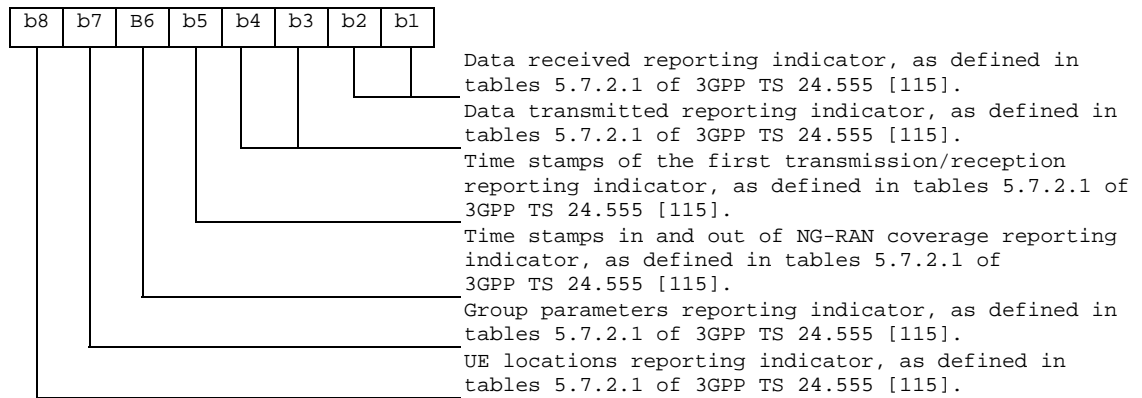 b8 b7 B6 b5 b4 b3 b2 b1
Data received reporting indicator, as defined in
tables 5.7.2.1 of 3GPP TS 24.555 [115].
Data transmitted reporting indicator, as defined in
tables 5.7.2.1 of 3GPP TS 24.555 [115].
Time stamps of the first transmission/reception
reporting indicator, as defined in tables 5.7.2.1 of
3GPP TS 24.555 [115].
Time stamps in and out of NG-RAN coverage reporting
indicator, as defined in tables 5.7.2.1 of
3GPP TS 24.555 [115].
Group parameters reporting indicator, as defined in
tables 5.7.2.1 of 3GPP TS 24.555 [115].
UE locations reporting indicator, as defined in
tables 5.7.2.1 of 3GPP TS 24.555 [115].